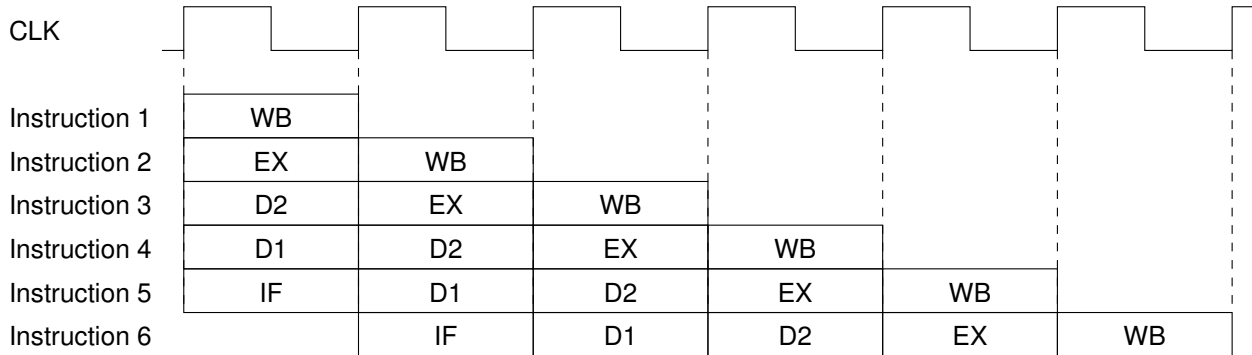 CLK
Instruction 1 WB
Instruction 2 EX WB
Instruction 3 D2 EX WB
Instruction 4 D1 D2 EX WB
Instruction 5 IF D1 D2 EX WB
Instruction 6 IF D1 D2 EX WB